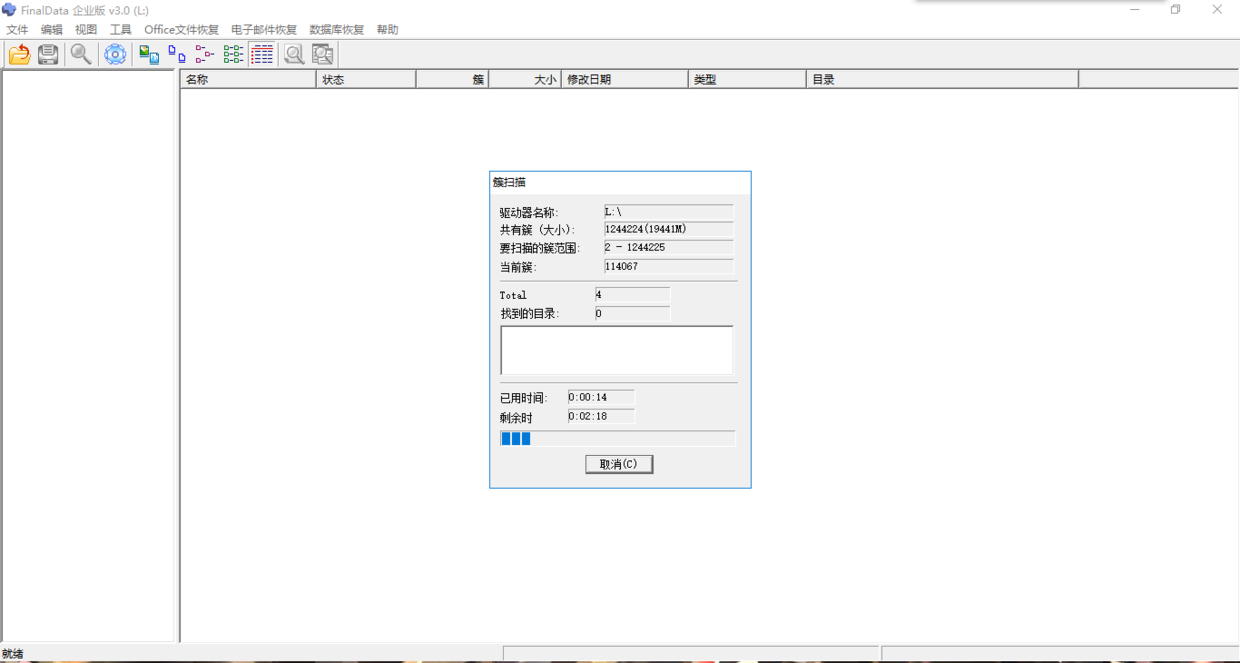 FinalData 企业版 v3.0 (L:)
文件 编辑 视图 工具 Office文件恢复 电子邮件恢复 数据库恢复 帮助
名称 状态 簇 大小 修改日期 类型 目录
簇扫描
驱动器名称: L:\
共有簇（大小）: 1244224(19441M)
要扫描的簇范围: 2 - 1244225
当前簇: 114067
Total 4
找到的目录: 0
已用时间: 0:00:14
剩余时 0:02:18
取消(C)
就绪